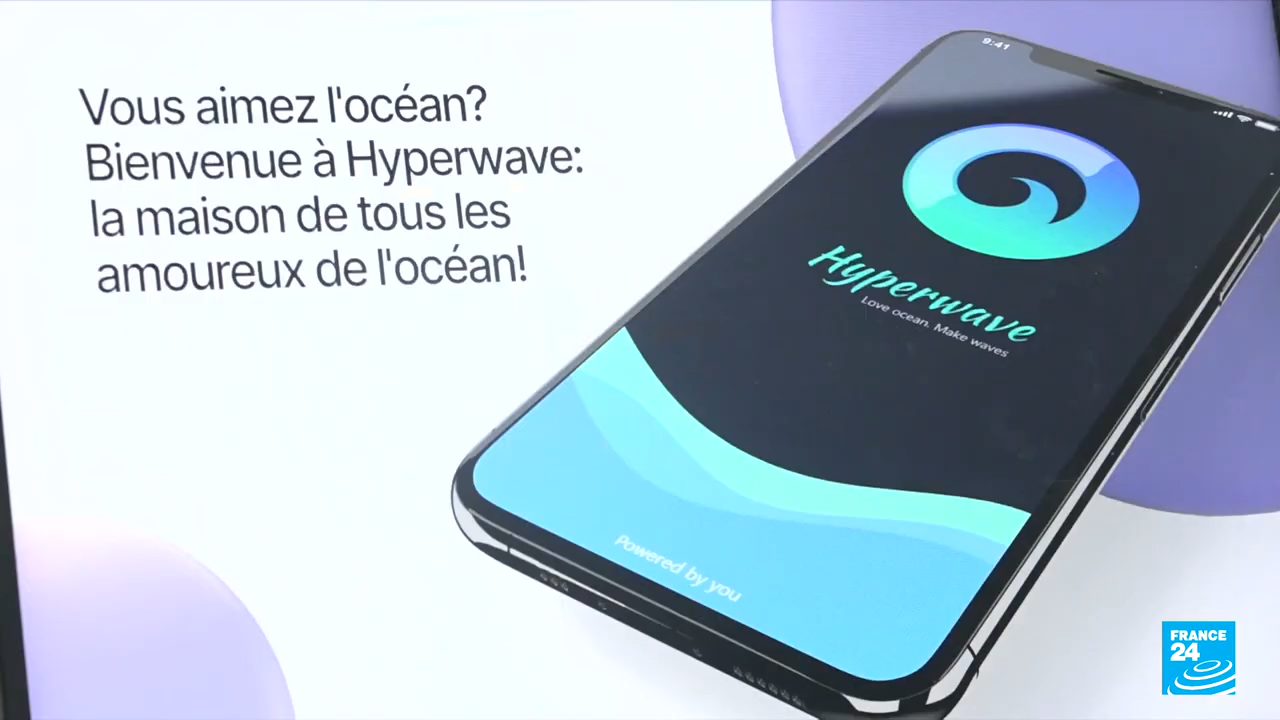 Vous aimez l'océan?
Bienvenue à Hyperwave:
la maison de tous les
amoureux de l'océan!
9:41
Hyperwave
Love ocean. Make waves
Powered by you
FRANCE
24